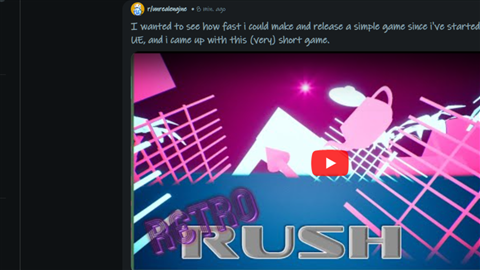 r/unrealengine • 8 min. ago
I wanted to see how fast i could make and release a simple game since i've started
UE, and i came up with this (very) short game.
RETRO
RUSH